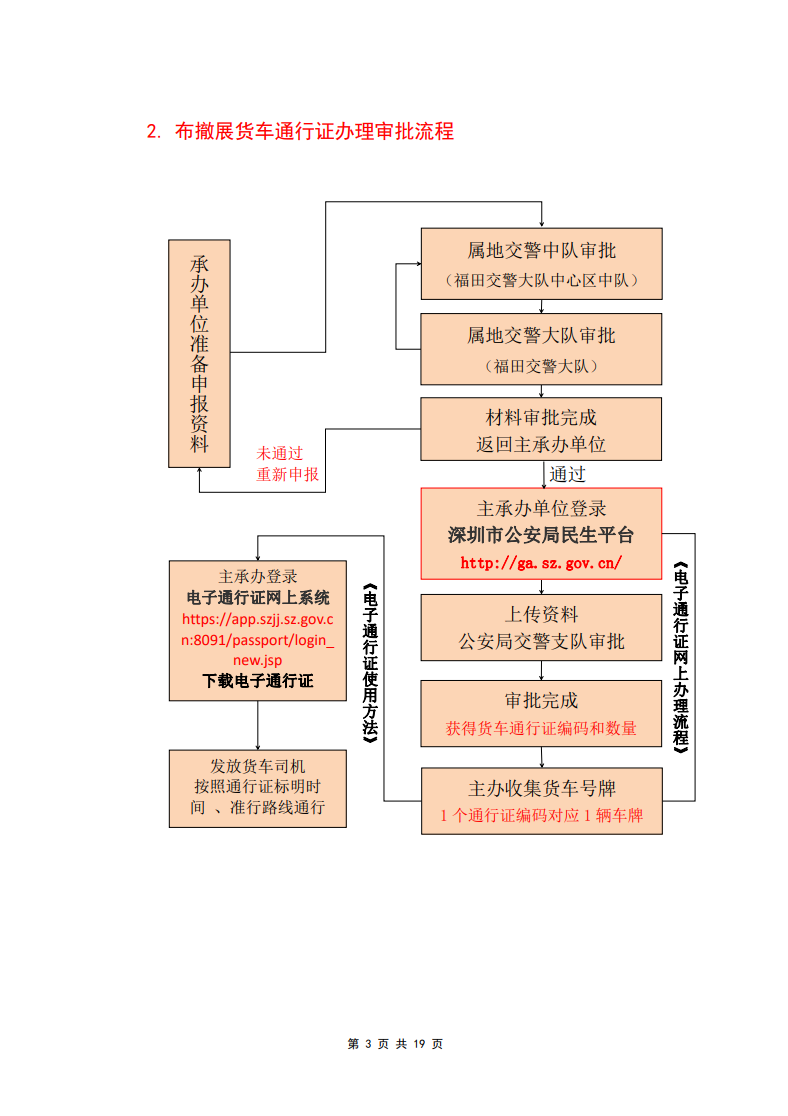 2. 布撤展货车通行证办理审批流程
承办单位准备申报资料
属地交警中队审批
（福田交警大队中心区中队）
属地交警大队审批
（福田交警大队）
材料审批完成
返回主承办单位
未通过
重新申报
通过
主承办单位登录
深圳市公安局民生平台
http://ga.sz.gov.cn/
上传资料
公安局交警支队审批
审批完成
获得货车通行证编码和数量
主办收集货车号牌
1 个通行证编码对应 1 辆车牌
《电子通行证网上办理流程》
《电子通行证使用方法》
主承办登录
电子通行证网上系统
https://app.szjj.sz.gov.c
n:8091/passport/login_
new.jsp
下载电子通行证
发放货车司机
按照通行证标明时
间 、准行路线通行
第 3 页 共 19 页